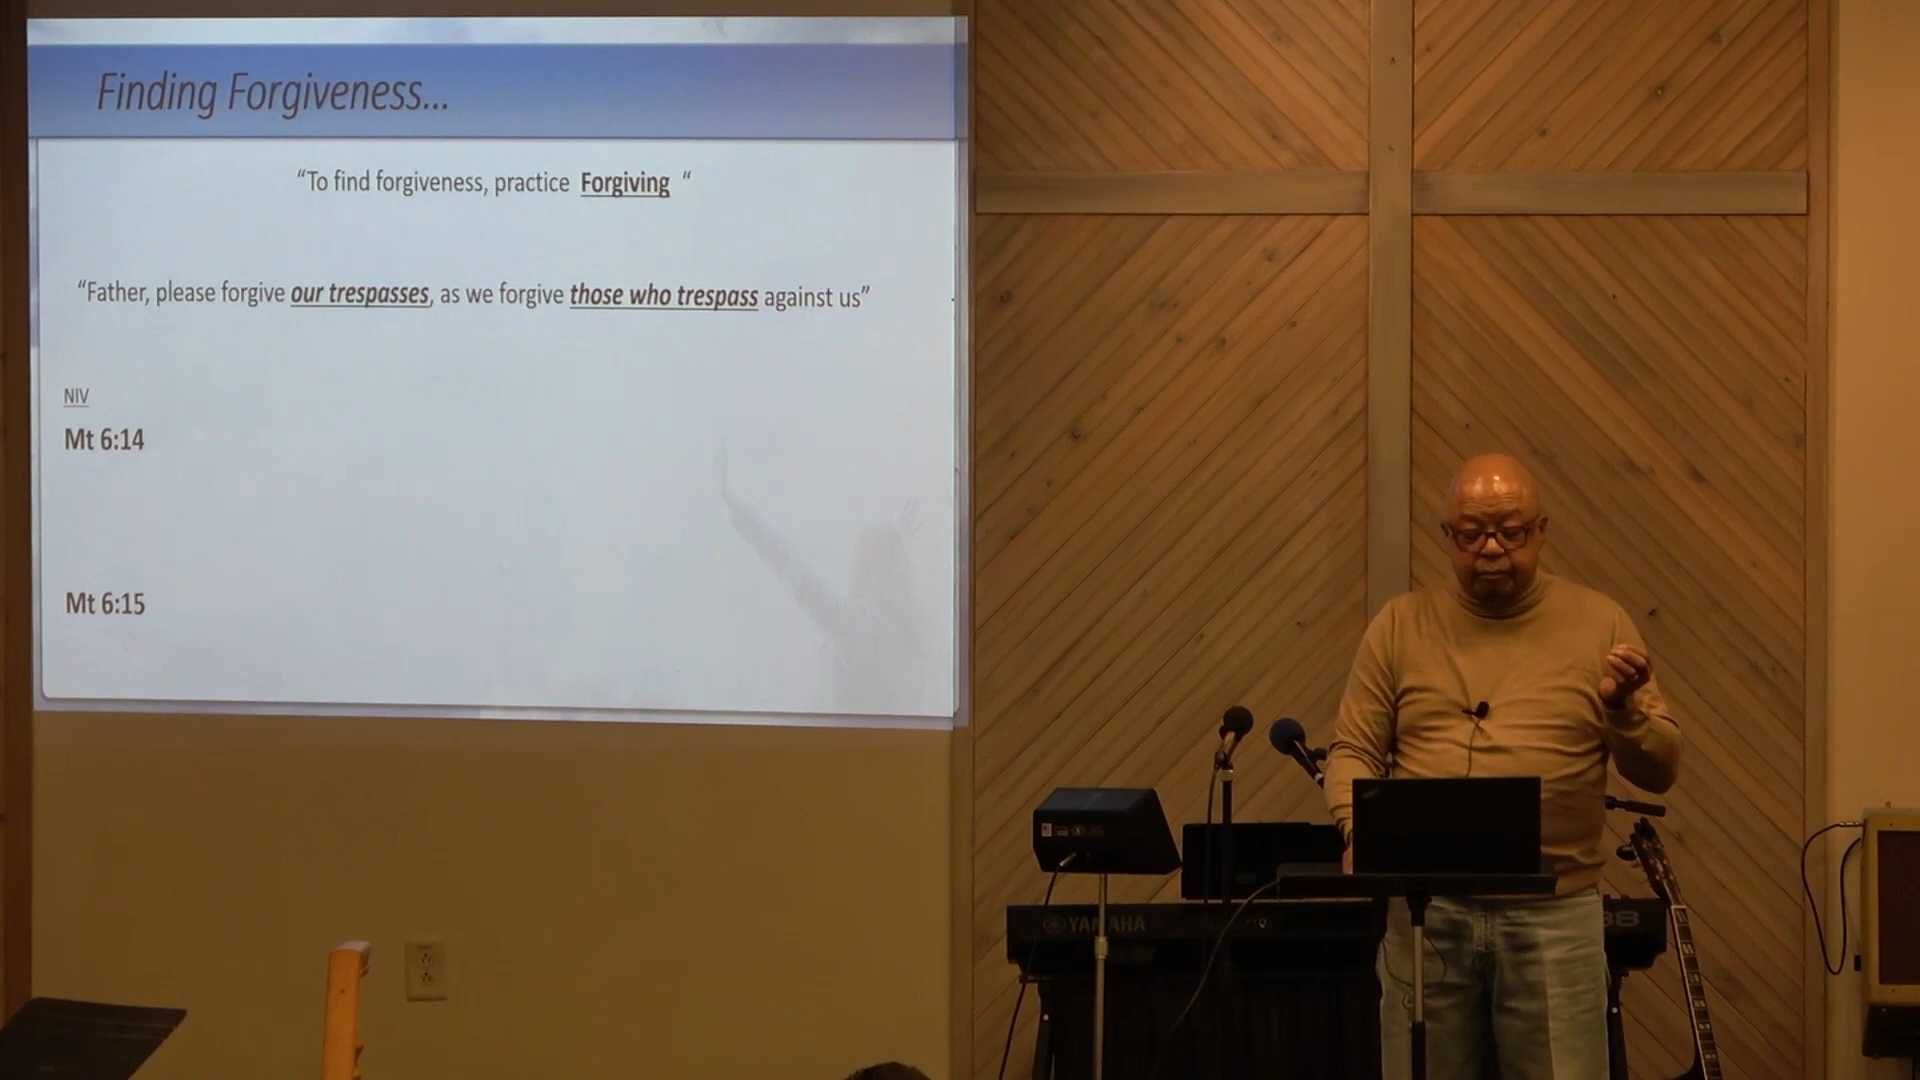 Finding Forgiveness...
“To find forgiveness, practice Forgiving “
“Father, please forgive our trespasses, as we forgive those who trespass against us”
NIV
Mt 6:14
Mt 6:15
YAMAHA
88